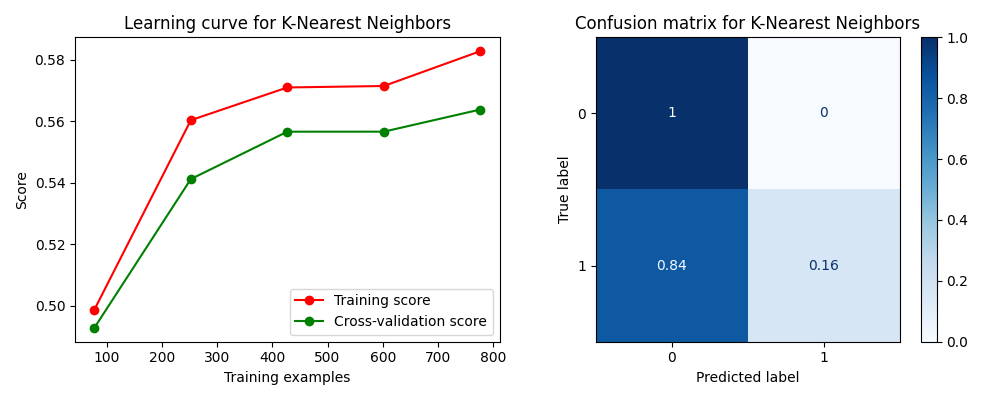 Learning curve for K-Nearest Neighbors
0.58
0.56
0.54
0.52
0.50
Score
100 200 300 400 500 600 700 800
Training examples
Training score
Cross-validation score
Confusion matrix for K-Nearest Neighbors
True label
0
1
1 0
0.84 0.16
0 1
Predicted label
1.0
0.8
0.6
0.4
0.2
0.0